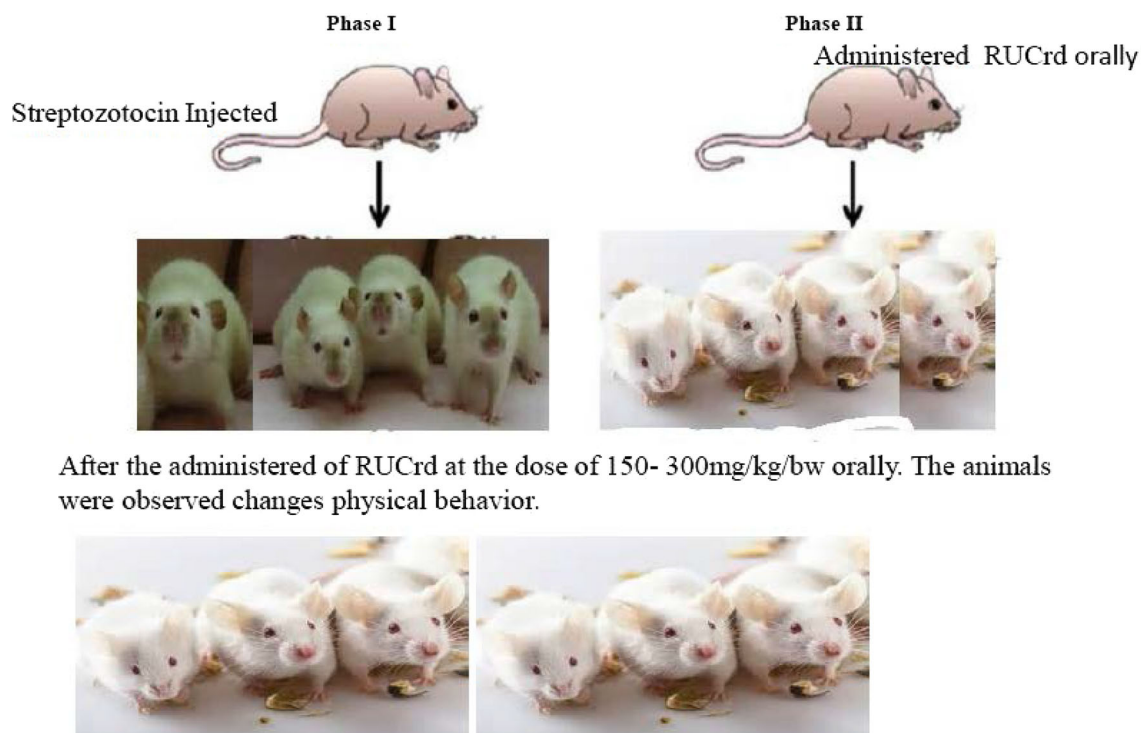 Phase I
Phase II
Administered RUCrd orally
Streptozotocin Injected
After the administered of RUCrd at the dose of 150- 300mg/kg/bw orally. The animals
were observed changes physical behavior.